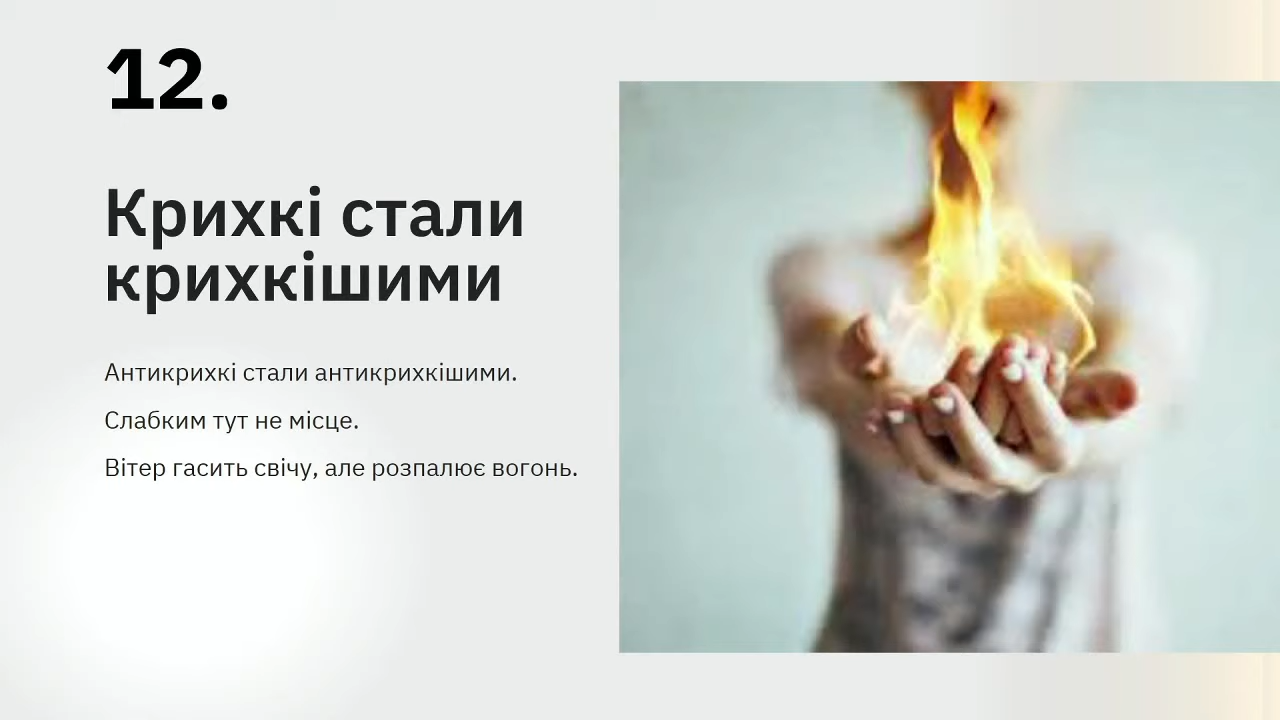 12.
Крихкі стали
крихкішими
Антикрихкі стали антикрихкішими.
Слабким тут не місце.
Вітер гасить свічу, але розпалює вогонь.